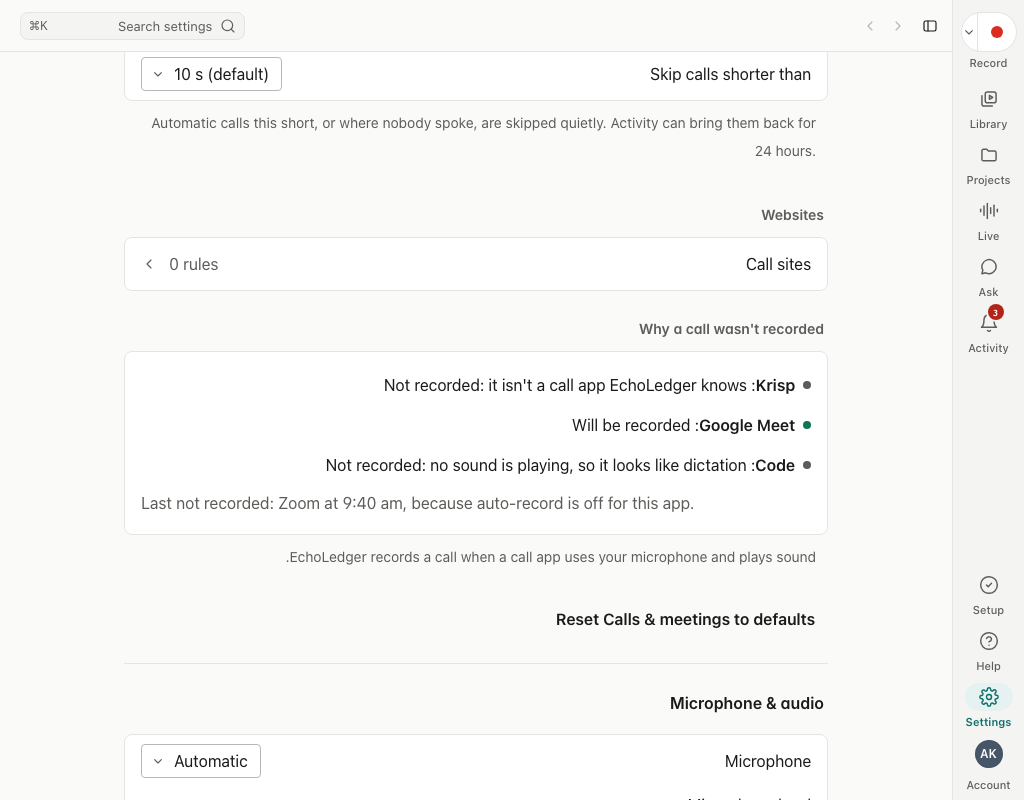 ⌘K Search settings
10 s (default)
Skip calls shorter than
Automatic calls this short, or where nobody spoke, are skipped quietly. Activity can bring them back for
24 hours.
Websites
0 rules
Call sites
Why a call wasn't recorded
Krisp: Not recorded: it isn't a call app EchoLedger knows
Google Meet: Will be recorded
Code: Not recorded: no sound is playing, so it looks like dictation
Last not recorded: Zoom at 9:40 am, because auto-record is off for this app.
EchoLedger records a call when a call app uses your microphone and plays sound.
Reset Calls & meetings to defaults
Microphone & audio
Automatic
Microphone
Record
Library
Projects
Live
Ask
3
Activity
Setup
Help
Settings
AK
Account